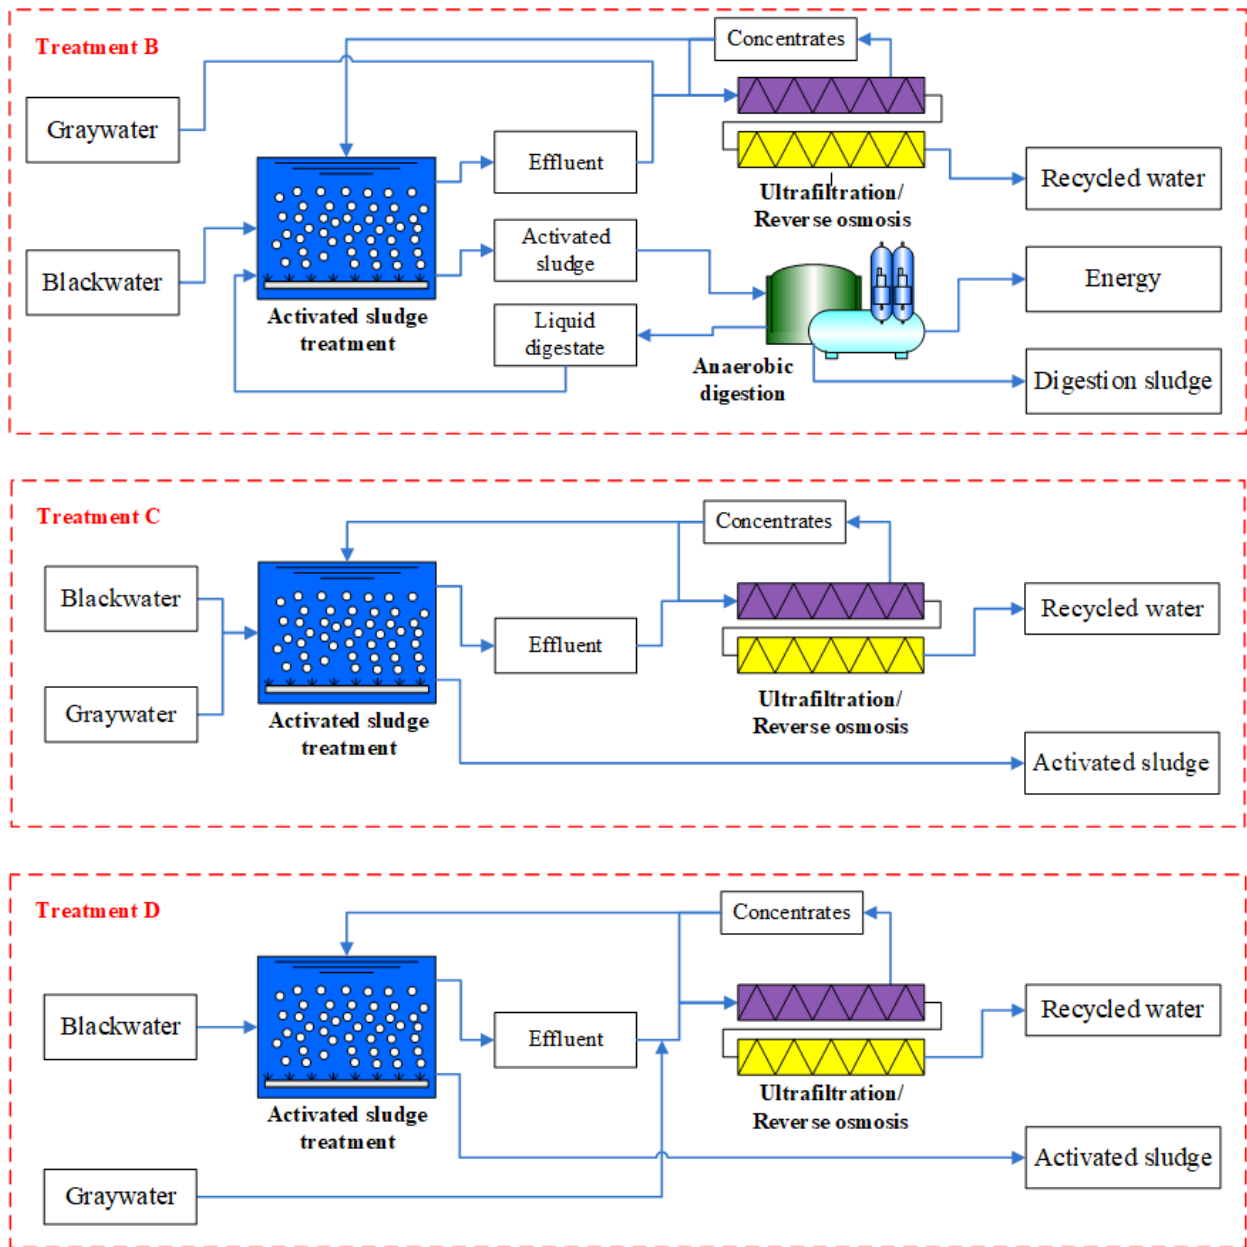 Treatment B
Concentrates
Graywater
Effluent
Recycled water
Ultrafiltration/
Reverse osmosis
Blackwater
Activated
sludge
Energy
Activated sludge
treatment
Liquid
digestate
Anaerobic
digestion
Digestion sludge
Treatment C
Concentrates
Blackwater
Recycled water
Effluent
Graywater
Ultrafiltration/
Reverse osmosis
Activated sludge
treatment
Activated sludge
Treatment D
Concentrates
Blackwater
Recycled water
Effluent
Ultrafiltration/
Reverse osmosis
Activated sludge
treatment
Activated sludge
Graywater